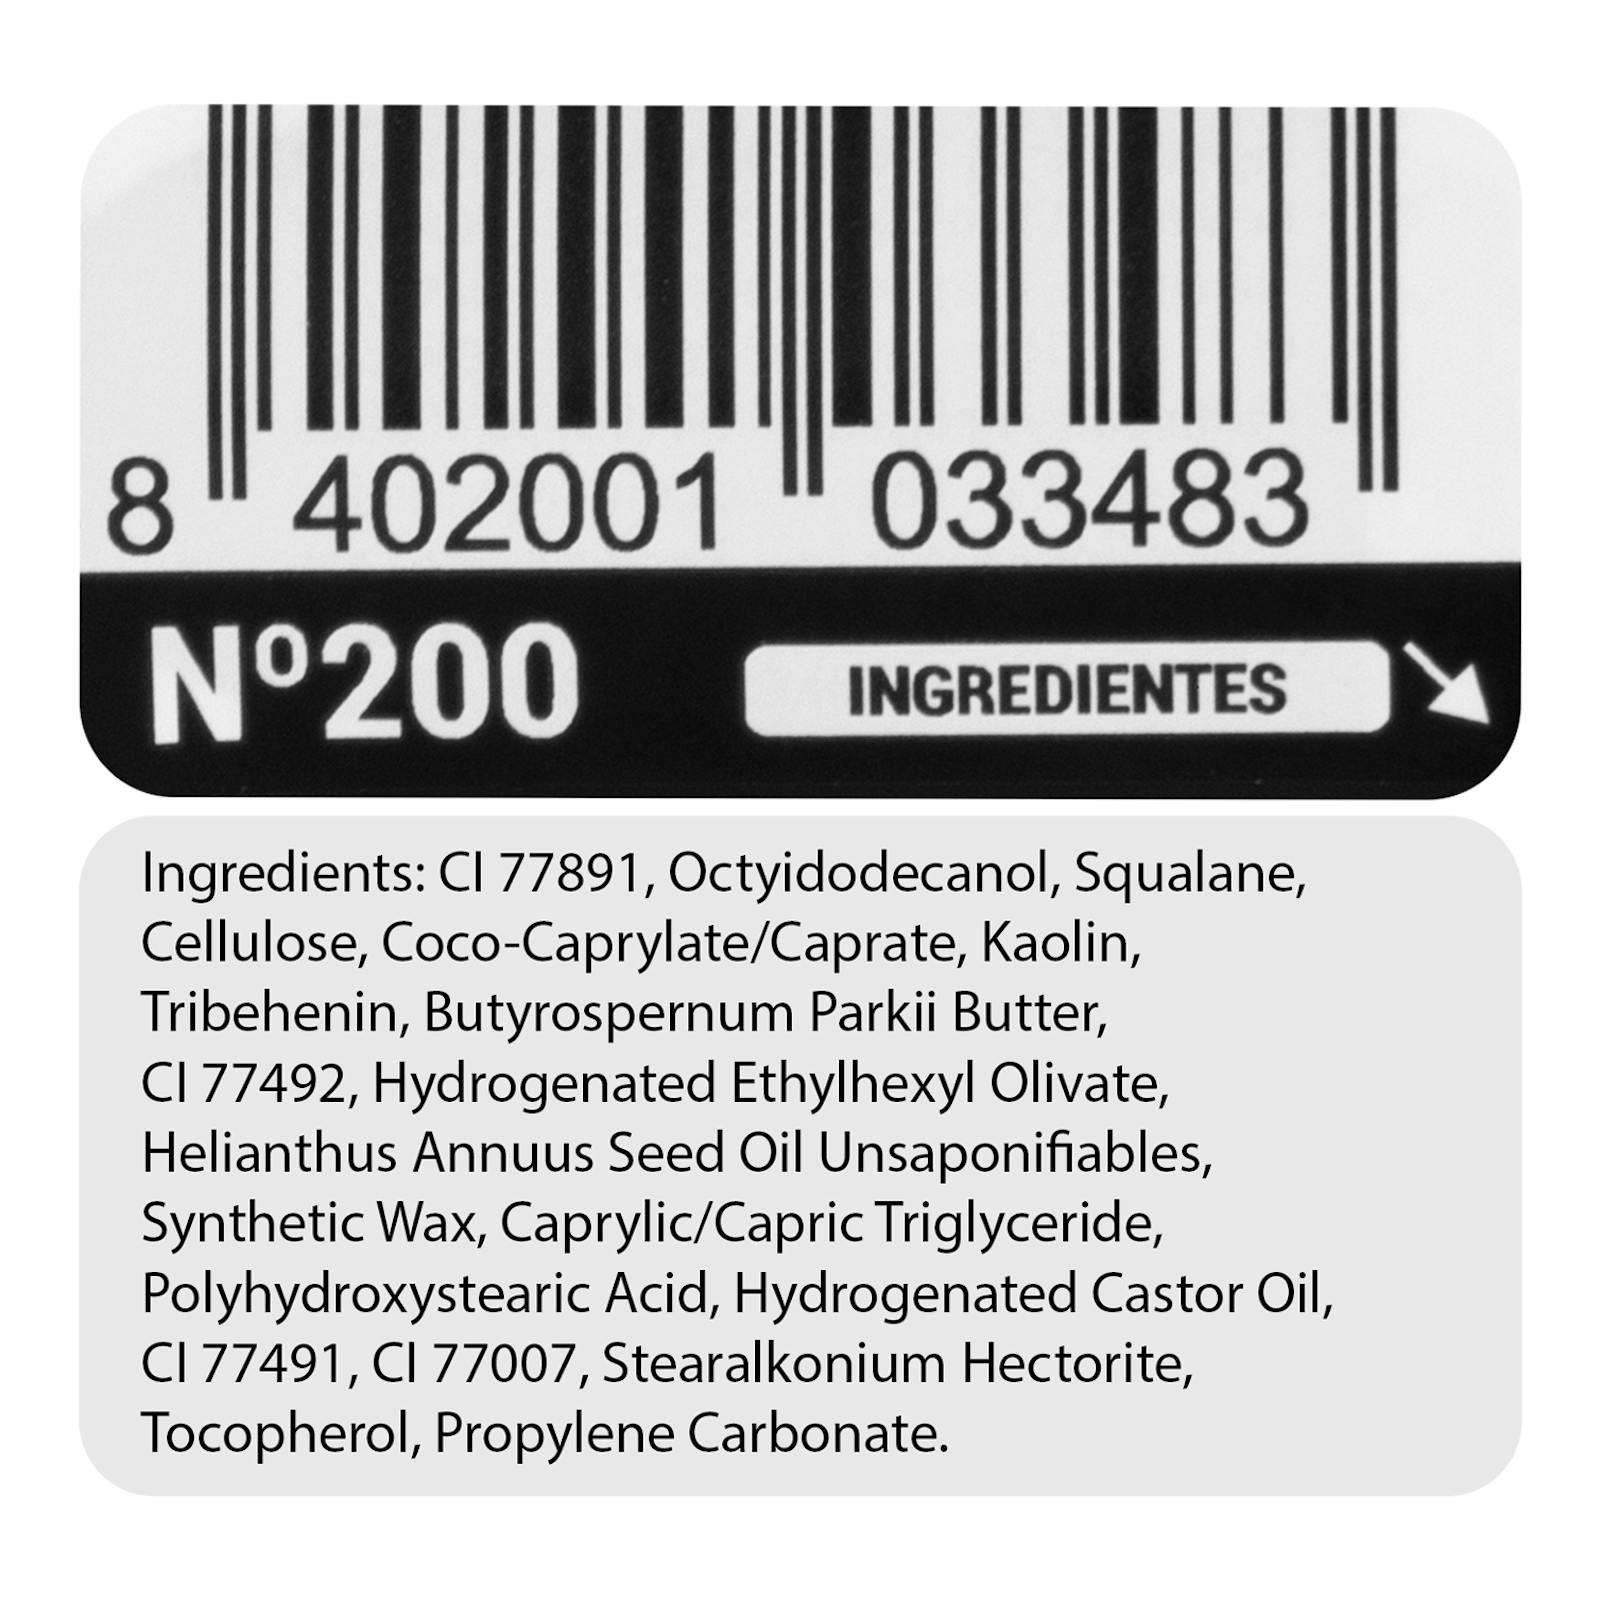 8 402001 033483
Nº200 INGREDIENTES
Ingredients: CI 77891, Octyidodecanol, Squalane,
Cellulose, Coco-Caprylate/Caprate, Kaolin,
Tribehenin, Butyrospernum Parkii Butter,
CI 77492, Hydrogenated Ethylhexyl Olivate,
Helianthus Annuus Seed Oil Unsaponifiables,
Synthetic Wax, Caprylic/Capric Triglyceride,
Polyhydroxystearic Acid, Hydrogenated Castor Oil,
CI 77491, CI 77007, Stearalkonium Hectorite,
Tocopherol, Propylene Carbonate.